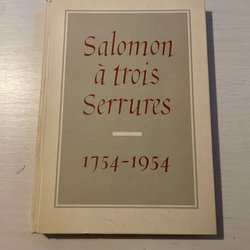 Salomon
à trois
Serrures
1754-1954